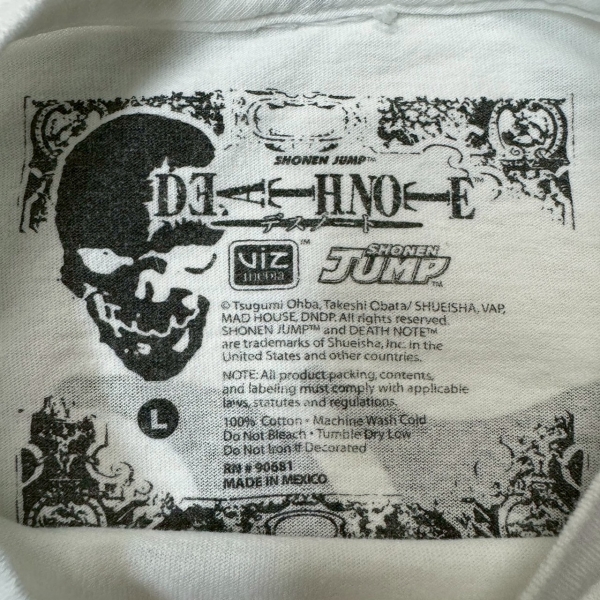 SHONEN JUMP™
DEATH NOTE™
デスノート
viz media™
SHONEN JUMP™
© Tsugumi Ohba, Takeshi Obata/ SHUEISHA, VAP,
MAD HOUSE, DNDP. All rights reserved.
SHONEN JUMP™ and DEATH NOTE™
are trademarks of Shueisha, Inc. in the
United States and other countries.
NOTE: All product packing, contents,
and labeling must comply with applicable
laws, statutes and regulations.
L
100% Cotton • Machine Wash Cold
Do Not Bleach • Tumble Dry Low
Do Not Iron If Decorated
RN # 90681
MADE IN MEXICO